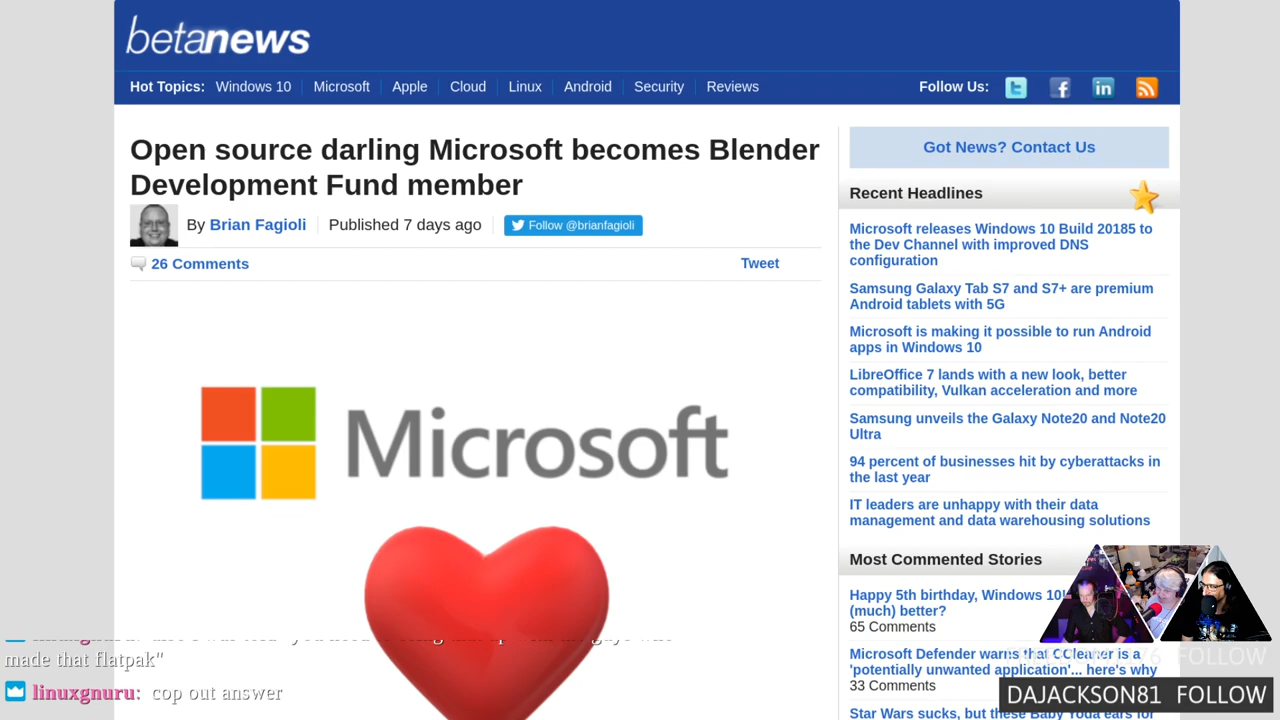 betanews
Hot Topics: Windows 10 Microsoft Apple Cloud Linux Android Security Reviews Follow Us:
Open source darling Microsoft becomes Blender
Development Fund member
By Brian Fagioli Published 7 days ago Follow @brianfagioli
26 Comments Tweet
Microsoft
Got News? Contact Us
Recent Headlines
Microsoft releases Windows 10 Build 20185 to
the Dev Channel with improved DNS
configuration
Samsung Galaxy Tab S7 and S7+ are premium
Android tablets with 5G
Microsoft is making it possible to run Android
apps in Windows 10
LibreOffice 7 lands with a new look, better
compatibility, Vulkan acceleration and more
Samsung unveils the Galaxy Note20 and Note20
Ultra
94 percent of businesses hit by cyberattacks in
the last year
IT leaders are unhappy with their data
management and data warehousing solutions
Most Commented Stories
Happy 5th birthday, Windows 10!
(much) better?
65 Comments
Microsoft Defender warns that CCleaner is a
'potentially unwanted application'... here's why
33 Comments
Star Wars sucks, but these Baby Yoda ears for
made that flatpak"
linuxgnuru: cop out answer
FOLLOW
DAJACKSON81 FOLLOW